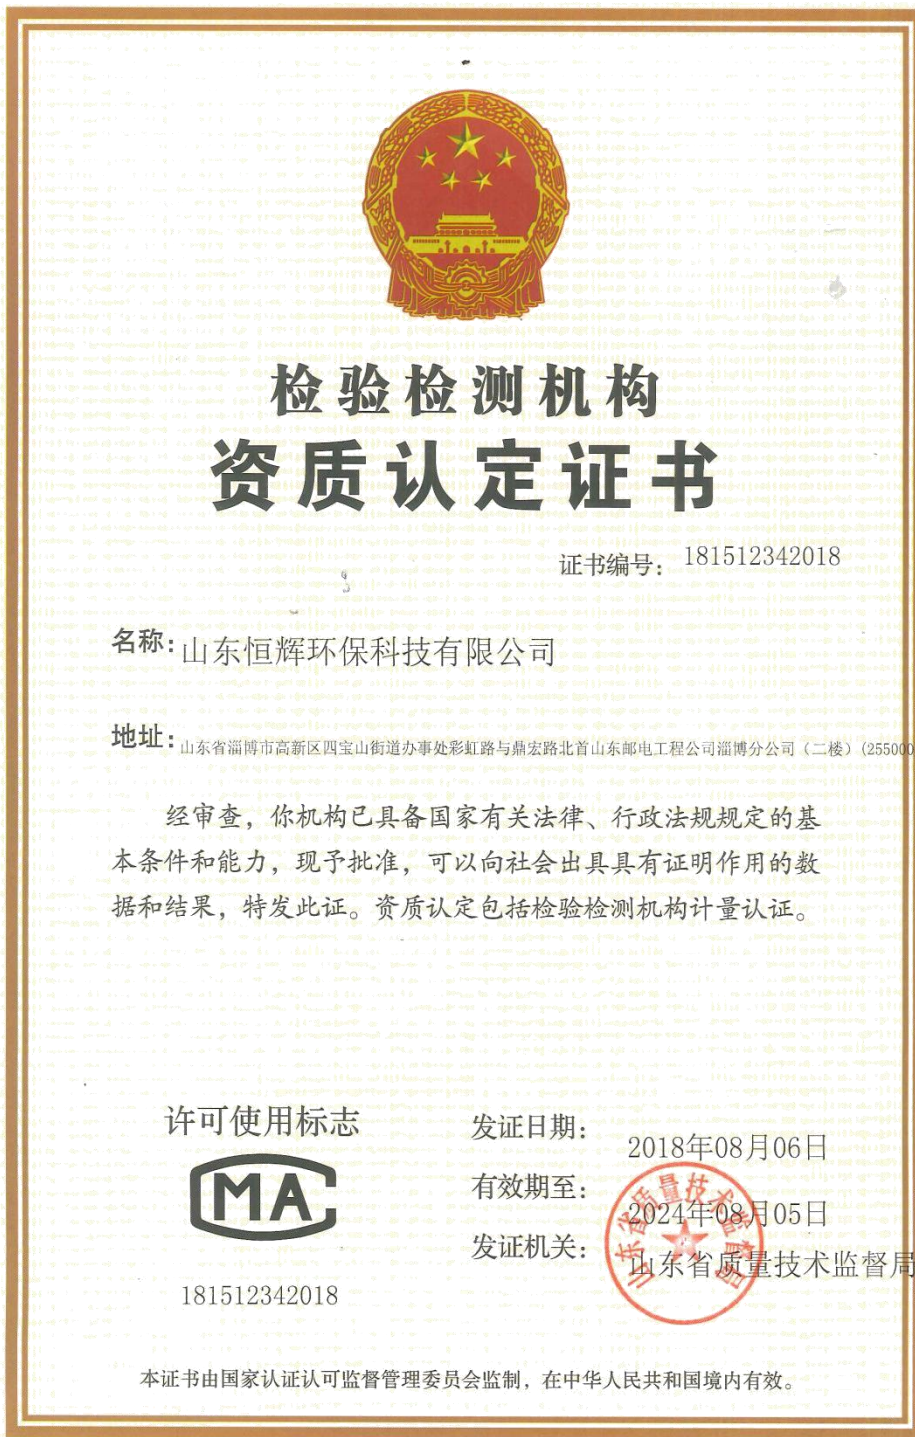 检验检测机构
资质认定证书
证书编号：181512342018
名称：山东恒辉环保科技有限公司
地址：山东省淄博市高新区四宝山街道办事处彩虹路与鼎宏路北首山东邮电工程公司淄博分公司（二楼）(255000
经审查，你机构已具备国家有关法律、行政法规规定的基
本条件和能力，现予批准，可以向社会出具具有证明作用的数
据和结果，特发此证。资质认定包括检验检测机构计量认证。
许可使用标志
MA
181512342018
发证日期：2018年08月06日
有效期至：2024年08月05日
发证机关：山东省质量技术监督局
山东省质量技术监督局
本证书由国家认证认可监督管理委员会监制，在中华人民共和国境内有效。